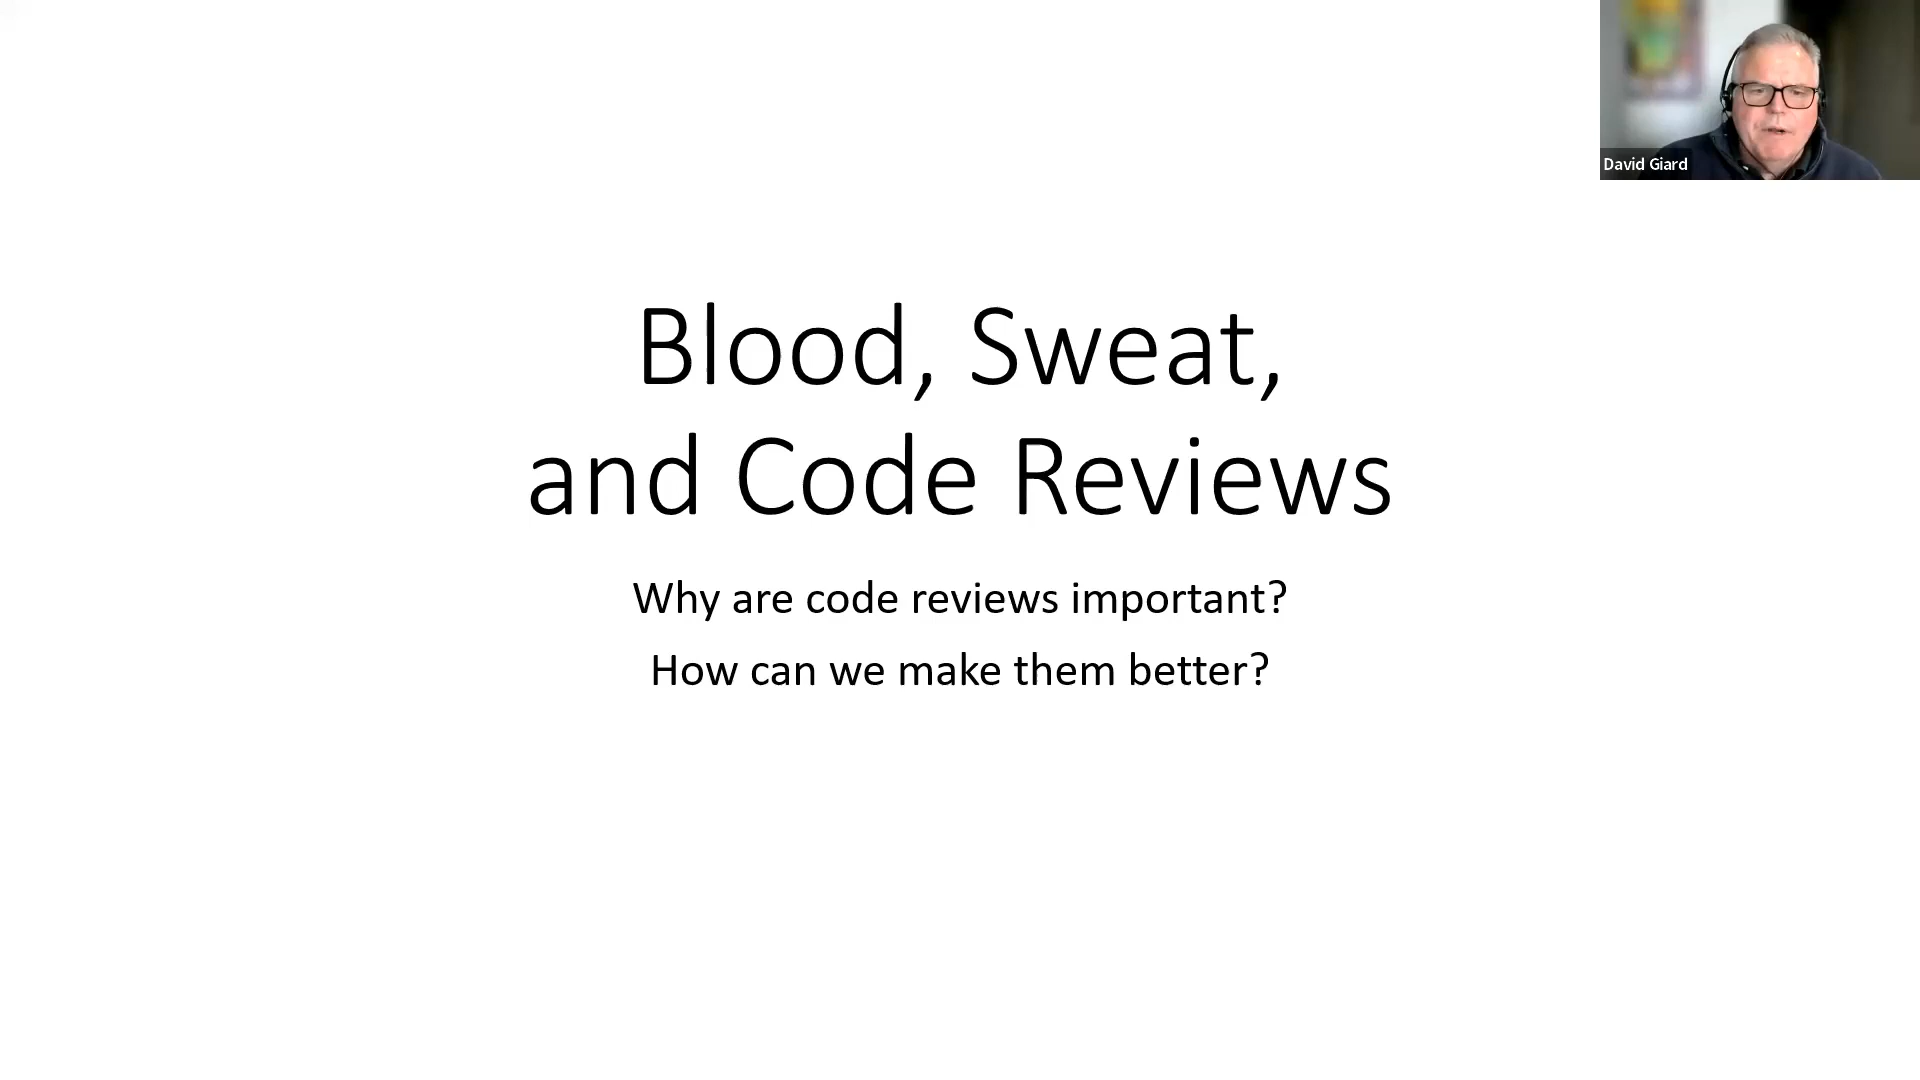 David Giard
Blood, Sweat,
and Code Reviews
Why are code reviews important?
How can we make them better?